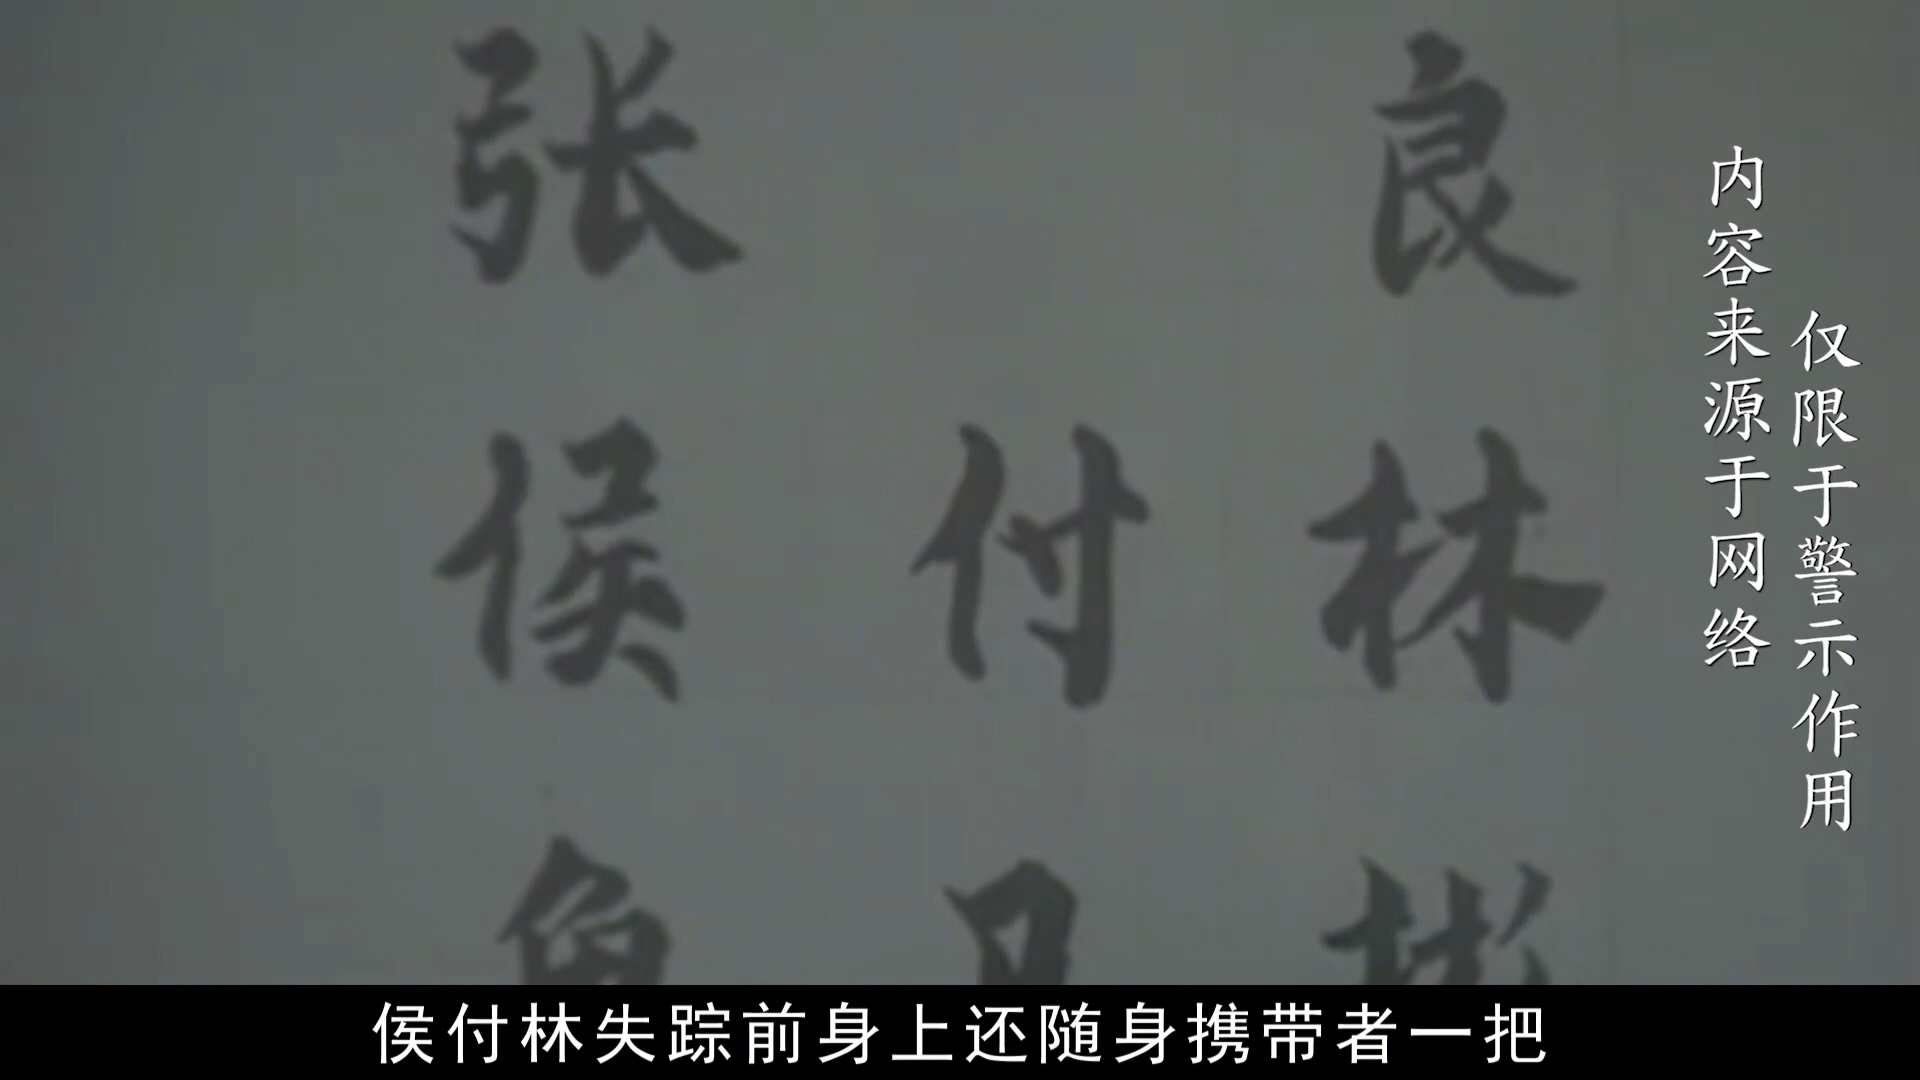 张 良
侯付林
内容来源于网络
仅限于警示作用
侯付林失踪前身上还随身携带者一把